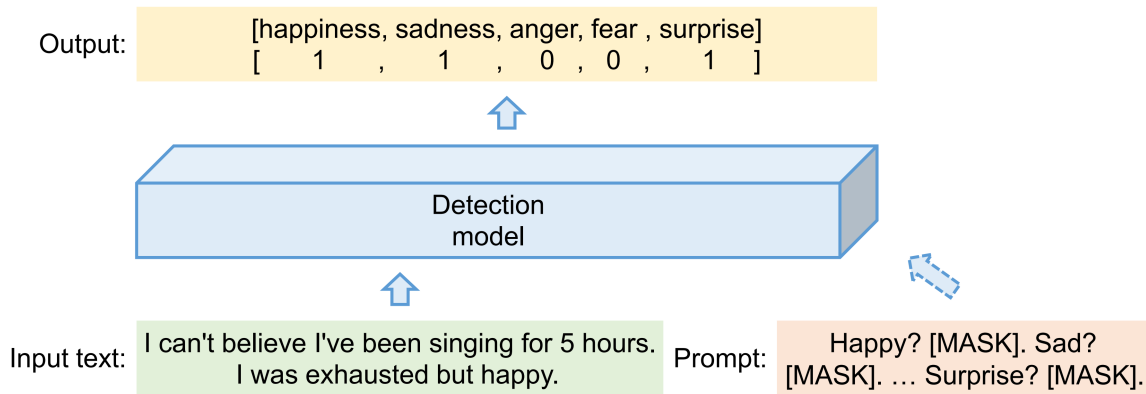 Output:
[happiness, sadness, anger, fear , surprise]
[ 1 , 1 , 0 , 0 , 1 ]
Detection
model
Input text:
I can't believe I've been singing for 5 hours.
I was exhausted but happy.
Prompt:
Happy? [MASK]. Sad?
[MASK]. … Surprise? [MASK].